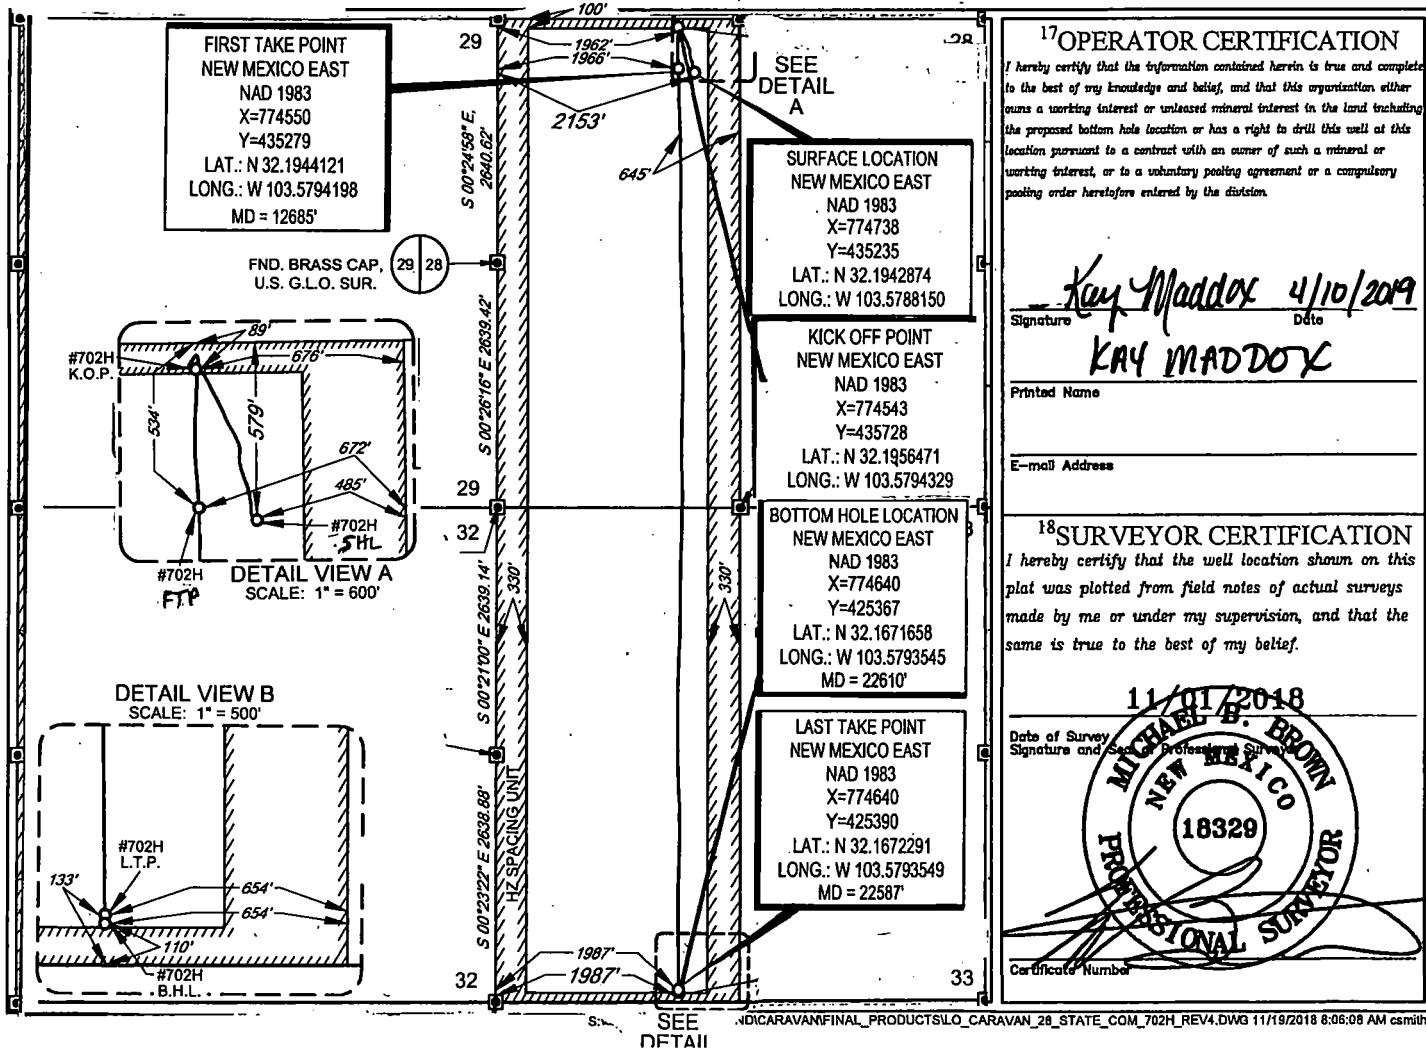 100'
29
28
1962'
1966'
2153'
645'
SEE
DETAIL
A
FIRST TAKE POINT
NEW MEXICO EAST
NAD 1983
X=774550
Y=435279
LAT.: N 32.1944121
LONG.: W 103.5794198
MD = 12685'
S 00°24'58" E,
2640.62'
SURFACE LOCATION
NEW MEXICO EAST
NAD 1983
X=774738
Y=435235
LAT.: N 32.1942874
LONG.: W 103.5788150
FND. BRASS CAP,
U.S. G.L.O. SUR.
29 28
KICK OFF POINT
NEW MEXICO EAST
NAD 1983
X=774543
Y=435728
LAT.: N 32.1956471
LONG.: W 103.5794329
S 00°26'16" E 2639.42'
89'
676'
#702H
K.O.P.
534'
579'
672'
485'
#702H
SHL
#702H
FTP
DETAIL VIEW A
SCALE: 1" = 600'
29
32
BOTTOM HOLE LOCATION
NEW MEXICO EAST
NAD 1983
X=774640
Y=425367
LAT.: N 32.1671658
LONG.: W 103.5793545
MD = 22610'
S 00°21'00" E 2639.14'
330'
330'
LAST TAKE POINT
NEW MEXICO EAST
NAD 1983
X=774640
Y=425390
LAT.: N 32.1672291
LONG.: W 103.5793549
MD = 22587'
DETAIL VIEW B
SCALE: 1" = 500'
#702H
L.T.P.
133'
654'
654'
110'
#702H
B.H.L.
S 00°23'22" E 2638.88'
HZ SPACING UNIT
1987'
1987'
32
33
SEE
DETAIL
17 OPERATOR CERTIFICATION
I hereby certify that the information contained herein is true and complete
to the best of my knowledge and belief, and that this organization either
owns a working interest or unleased mineral interest in the land including
the proposed bottom hole location or has a right to drill this well at this
location pursuant to a contract with an owner of such a mineral or
working interest, or to a voluntary pooling agreement or a compulsory
pooling order heretofore entered by the division.
Kay Maddox 4/10/2019
Signature Date
KAY MADDOX
Printed Name
E-mail Address
18 SURVEYOR CERTIFICATION
I hereby certify that the well location shown on this
plat was plotted from field notes of actual surveys
made by me or under my supervision, and that the
same is true to the best of my belief.
11/01/2018
Date of Survey
Signature and Seal of Professional Surveyor
MICHAEL B. BROWN
NEW MEXICO
18329
PROFESSIONAL SURVEYOR
Certificate Number
ND\CARAVAN\FINAL_PRODUCTS\LO_CARAVAN_28_STATE_COM_702H_REV4.DWG 11/19/2018 8:06:08 AM csmith